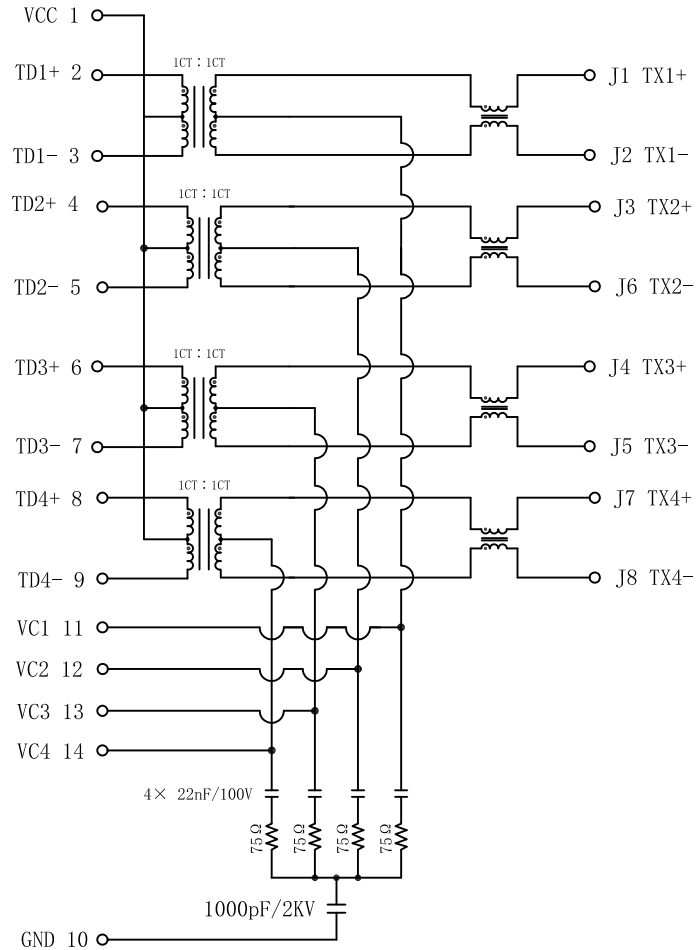 VCC 1
1CT : 1CT
TD1+ 2
J1 TX1+
TD1- 3
J2 TX1-
1CT : 1CT
TD2+ 4
J3 TX2+
TD2- 5
J6 TX2-
1CT : 1CT
TD3+ 6
J4 TX3+
TD3- 7
J5 TX3-
1CT : 1CT
TD4+ 8
J7 TX4+
TD4- 9
J8 TX4-
VC1 11
VC2 12
VC3 13
VC4 14
4× 22nF/100V
75Ω 75Ω 75Ω 75Ω
1000pF/2KV
GND 10